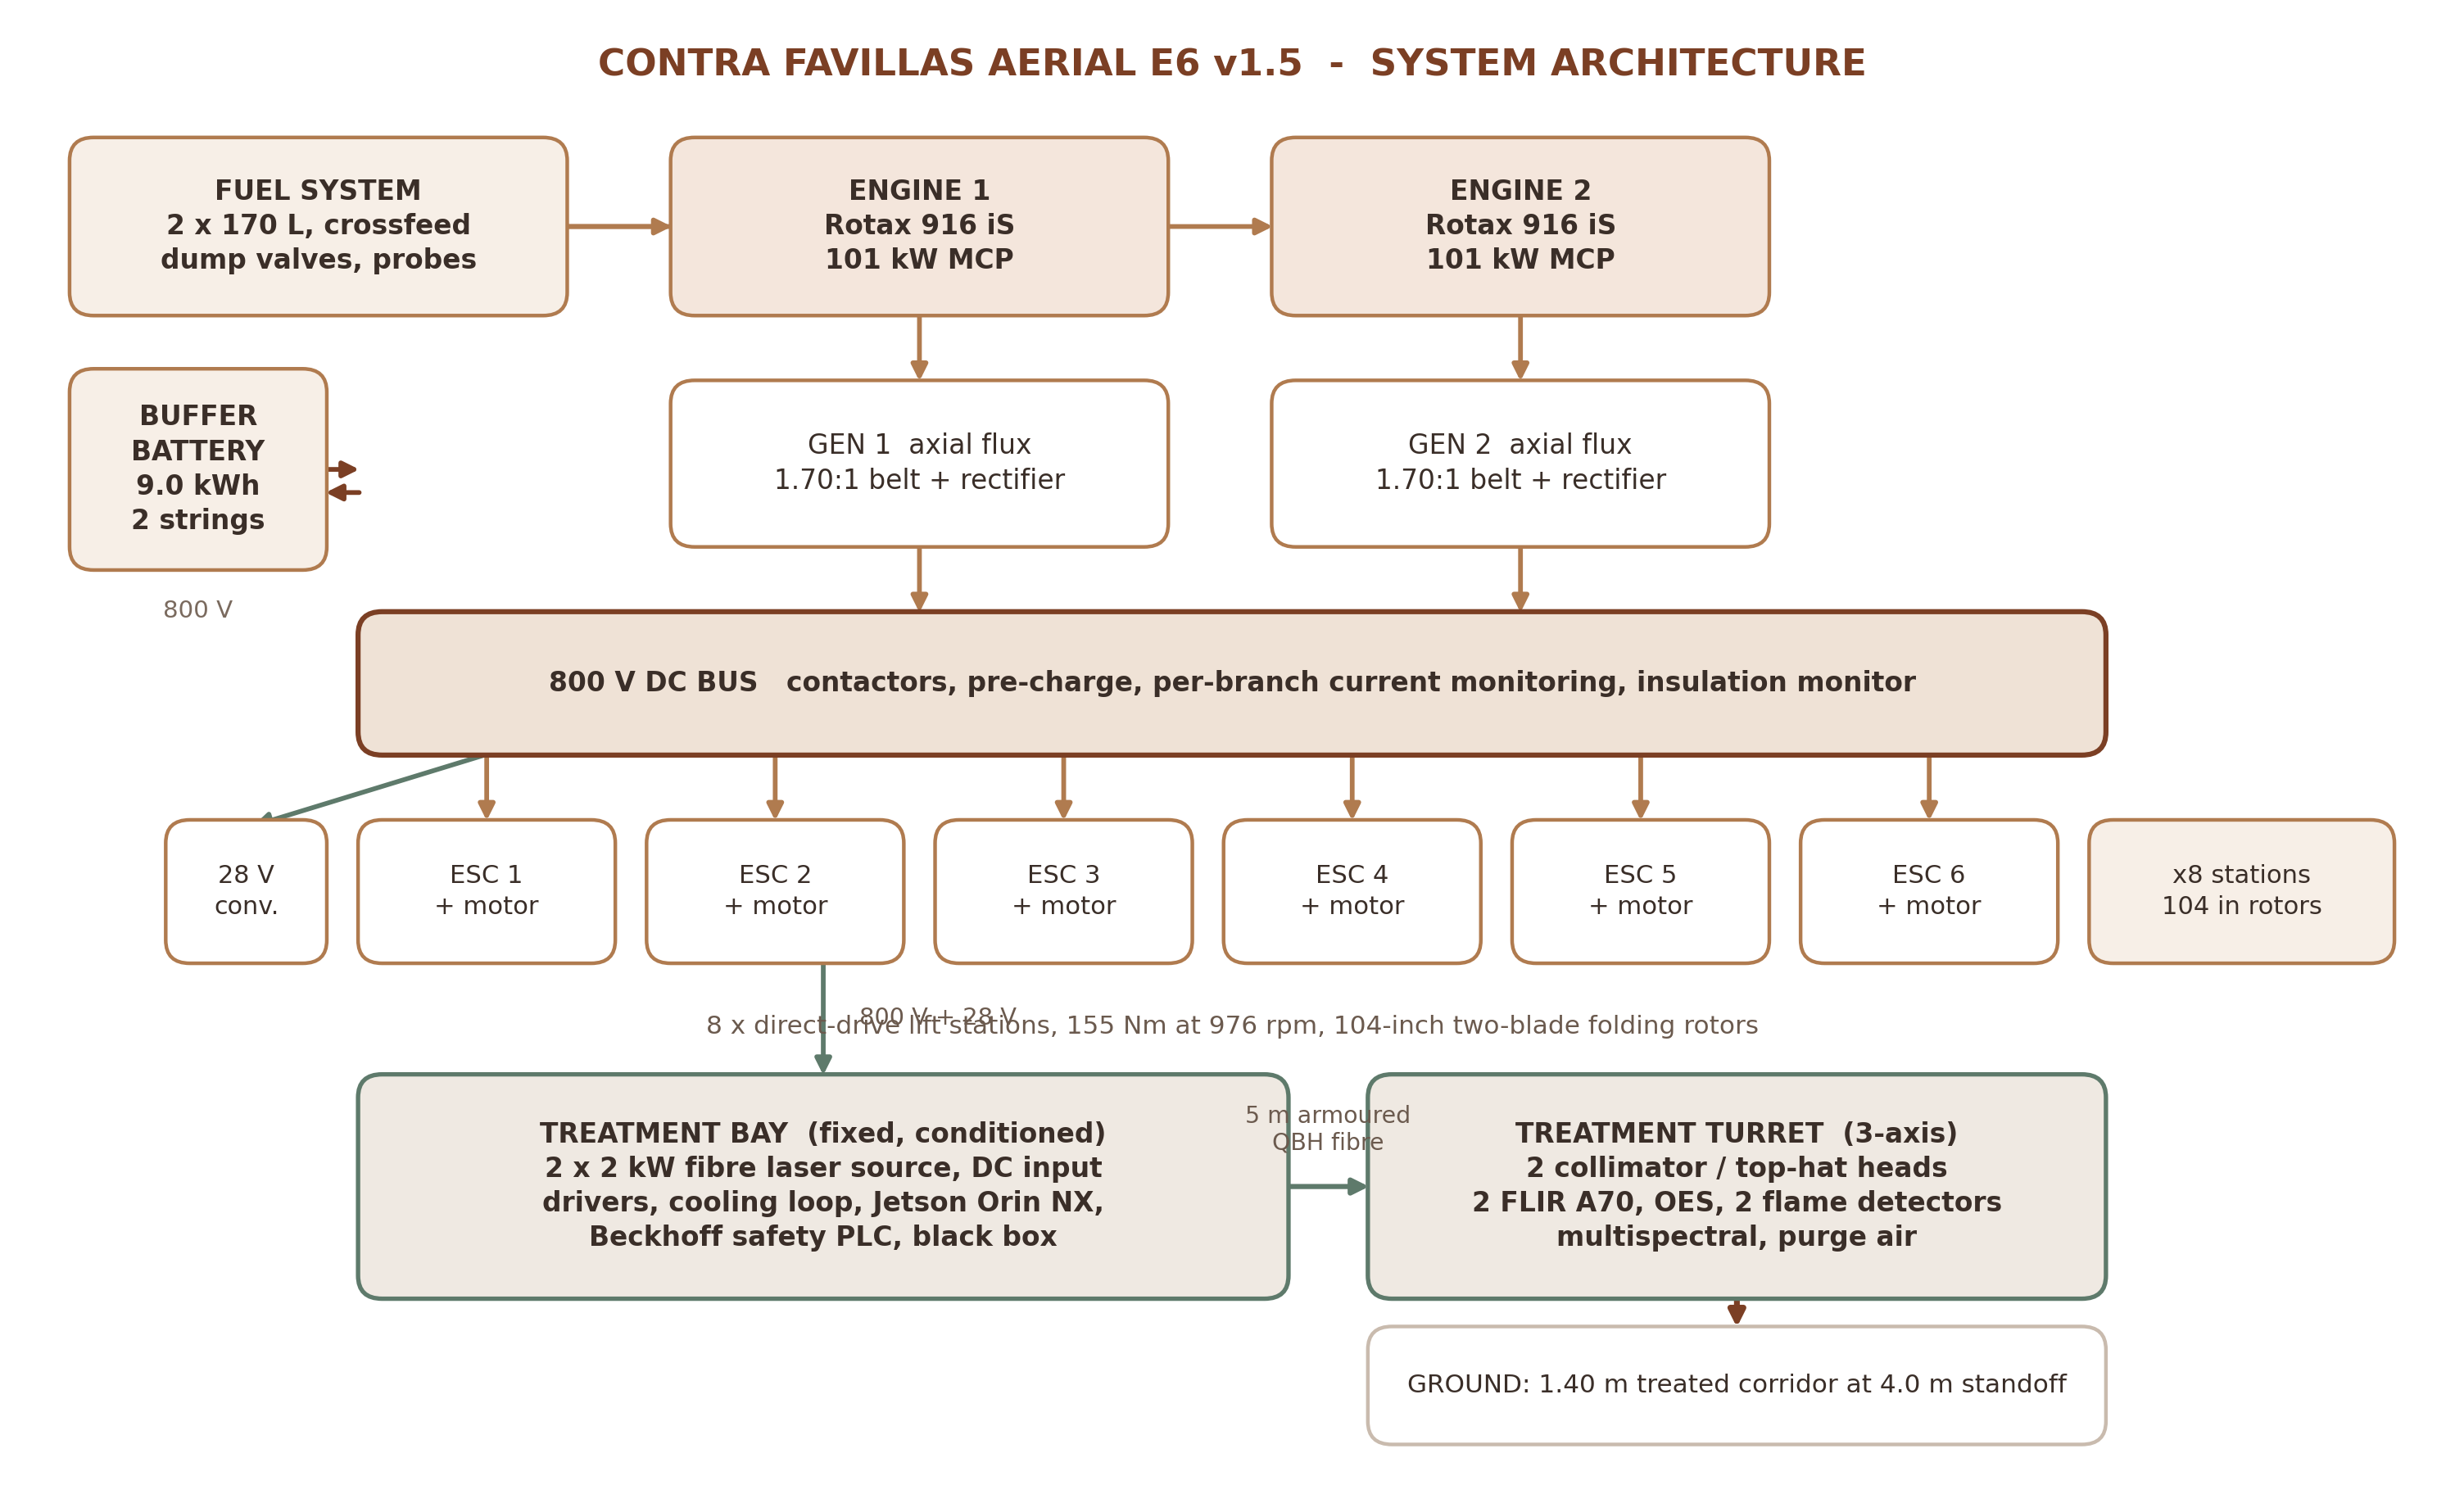 CONTRA FAVILLAS AERIAL E6 v1.5 - SYSTEM ARCHITECTURE
FUEL SYSTEM
2 x 170 L, crossfeed
dump valves, probes
ENGINE 1
Rotax 916 iS
101 kW MCP
ENGINE 2
Rotax 916 iS
101 kW MCP
BUFFER
BATTERY
9.0 kWh
2 strings
800 V
GEN 1 axial flux
1.70:1 belt + rectifier
GEN 2 axial flux
1.70:1 belt + rectifier
800 V DC BUS contactors, pre-charge, per-branch current monitoring, insulation monitor
28 V
conv.
ESC 1
+ motor
ESC 2
+ motor
ESC 3
+ motor
ESC 4
+ motor
ESC 5
+ motor
ESC 6
+ motor
x8 stations
104 in rotors
800 V + 28 V
8 x direct-drive lift stations, 155 Nm at 976 rpm, 104-inch two-blade folding rotors
TREATMENT BAY (fixed, conditioned)
2 x 2 kW fibre laser source, DC input
drivers, cooling loop, Jetson Orin NX,
Beckhoff safety PLC, black box
5 m armoured
QBH fibre
TREATMENT TURRET (3-axis)
2 collimator / top-hat heads
2 FLIR A70, OES, 2 flame detectors
multispectral, purge air
GROUND: 1.40 m treated corridor at 4.0 m standoff